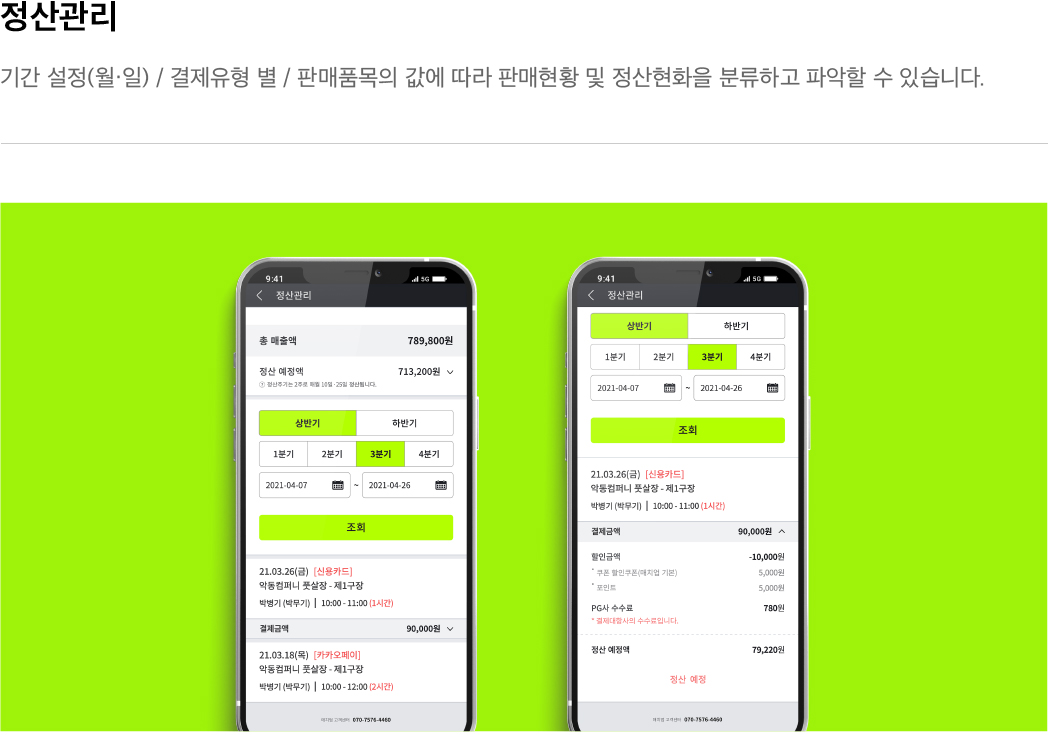 정산관리
기간 설정(월·일) / 결제유형 별 / 판매품목의 값에 따라 판매현황 및 정산현화을 분류하고 파악할 수 있습니다.
9:41
5G
정산관리
총 매출액 789,800원
정산 예정액 713,200원
정산주기는 2주로 매월 10일·25일 정산됩니다.
상반기 하반기
1분기 2분기 3분기 4분기
2021-04-07 ~ 2021-04-26
조회
21.03.26(금) [신용카드]
악동컴퍼니 풋살장 - 제1구장
박병기 (박무기) | 10:00 - 11:00 (1시간)
결제금액 90,000원
21.03.18(목) [카카오페이]
악동컴퍼니 풋살장 - 제1구장
박병기 (박무기) | 10:00 - 12:00 (2시간)
고객센터 070-7576-4460
9:41
5G
정산관리
상반기 하반기
1분기 2분기 3분기 4분기
2021-04-07 ~ 2021-04-26
조회
21.03.26(금) [신용카드]
악동컴퍼니 풋살장 - 제1구장
박병기 (박무기) | 10:00 - 11:00 (1시간)
결제금액 90,000원
할인금액 -10,000원
* 쿠폰 할인쿠폰(매치업 기본) 5,000원
* 포인트 5,000원
PG사 수수료 780원
* 결제대행사의 수수료입니다.
정산 예정액 79,220원
정산 예정
고객센터 070-7576-4460